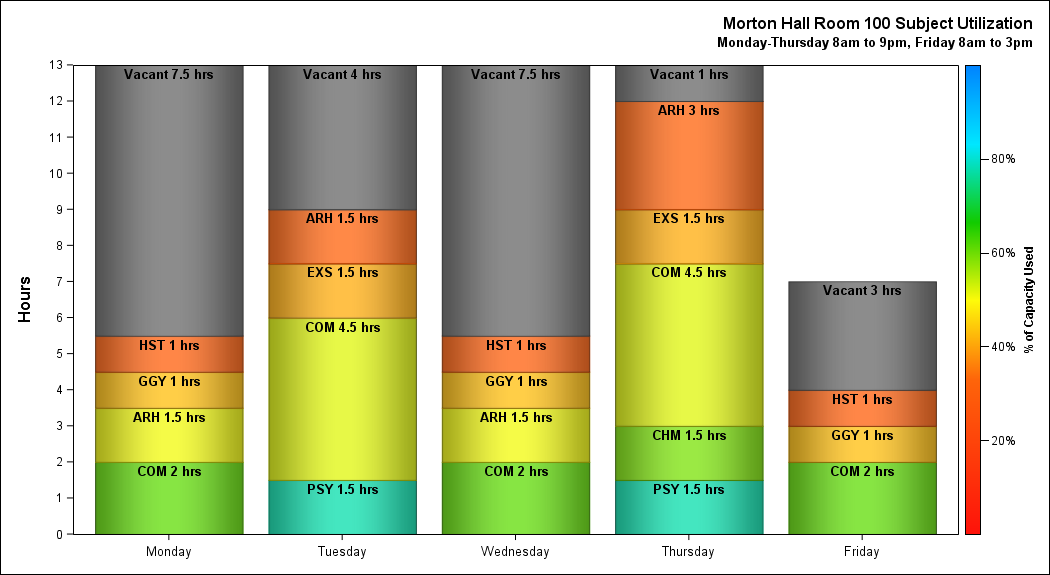 Morton Hall Room 100 Subject Utilization
Monday-Thursday 8am to 9pm, Friday 8am to 3pm
Hours
13
12
11
10
9
8
7
6
5
4
3
2
1
0
Vacant 7.5 hrs
HST 1 hrs
GGY 1 hrs
ARH 1.5 hrs
COM 2 hrs
Monday
Vacant 4 hrs
ARH 1.5 hrs
EXS 1.5 hrs
COM 4.5 hrs
PSY 1.5 hrs
Tuesday
Vacant 7.5 hrs
HST 1 hrs
GGY 1 hrs
ARH 1.5 hrs
COM 2 hrs
Wednesday
Vacant 1 hrs
ARH 3 hrs
EXS 1.5 hrs
COM 4.5 hrs
CHM 1.5 hrs
PSY 1.5 hrs
Thursday
Vacant 3 hrs
HST 1 hrs
GGY 1 hrs
COM 2 hrs
Friday
80%
60%
40%
20%
% of Capacity Used